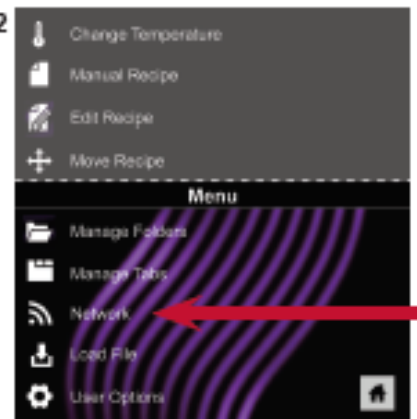 2
Change Temperature
Manual Recipe
Edit Recipe
Move Recipe
Menu
Manage Folders
Manage Tabs
Network
Load File
User Options